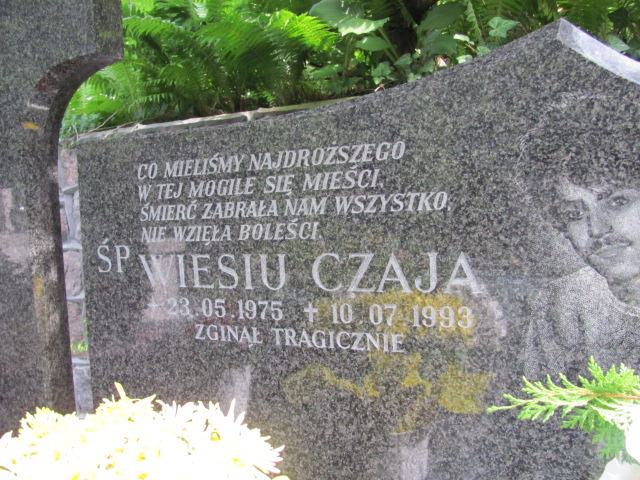 CO MIELIŚMY NAJDROŻSZEGO
W TEJ MOGILE SIĘ MIEŚCI,
ŚMIERĆ ZABRAŁA NAM WSZYSTKO,
NIE WZIĘŁA BOLEŚCI.
ŚP WIESIU CZAJA
+23.05.1975 +10.07.1993
ZGINĄŁ TRAGICZNIE